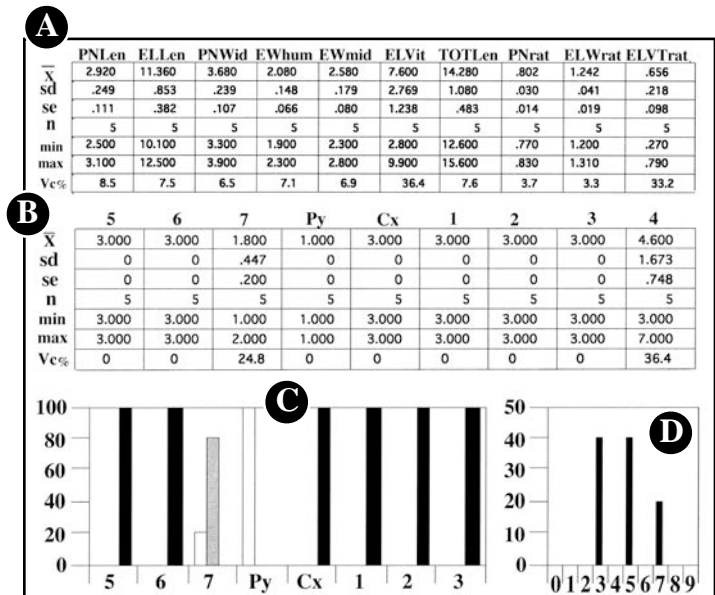 A
PNLen ELLen PNWid EWhum EWmid ELVit TOTLen PNrat ELWrat ELVTrat
X̄ 2.920 11.360 3.680 2.080 2.580 7.600 14.280 .802 1.242 .656
sd .249 .853 .239 .148 .179 2.769 1.080 .030 .041 .218
se .111 .382 .107 .066 .080 1.238 .483 .014 .019 .098
n 5 5 5 5 5 5 5 5 5 5
min 2.500 10.100 3.300 1.900 2.300 2.800 12.600 .770 1.200 .270
max 3.100 12.500 3.900 2.300 2.800 9.900 15.600 .830 1.310 .790
Vc% 8.5 7.5 6.5 7.1 6.9 36.4 7.6 3.7 3.3 33.2
B
5 6 7 Py Cx 1 2 3 4
X̄ 3.000 3.000 1.800 1.000 3.000 3.000 3.000 3.000 4.600
sd 0 0 .447 0 0 0 0 0 1.673
se 0 0 .200 0 0 0 0 0 .748
n 5 5 5 5 5 5 5 5 5
min 3.000 3.000 1.000 1.000 3.000 3.000 3.000 3.000 3.000
max 3.000 3.000 2.000 1.000 3.000 3.000 3.000 3.000 7.000
Vc% 0 0 24.8 0 0 0 0 0 36.4
C
100
80
60
40
20
0
5 6 7 Py Cx 1 2 3
D
50
40
30
20
10
0
0 1 2 3 4 5 6 7 8 9